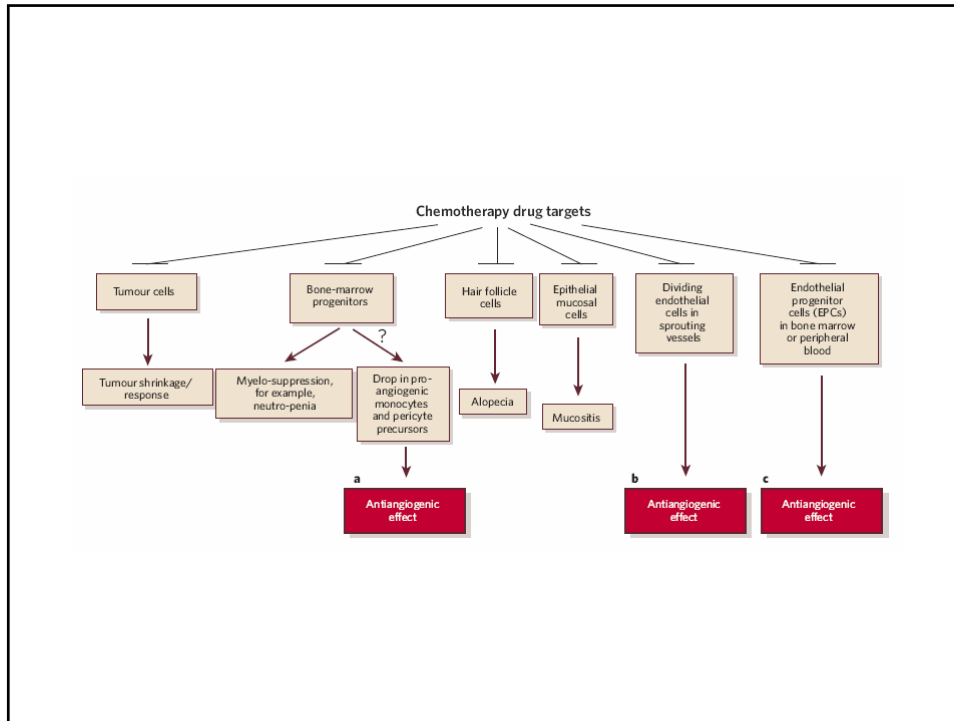 Chemotherapy drug targets
Tumour cells
Bone-marrow
progenitors
Hair follicle
cells
Epithelial
mucosal
cells
Dividing
endothelial
cells in
sprouting
vessels
Endothelial
progenitor
cells (EPCs)
in bone marrow
or peripheral
blood
?
Tumour shrinkage/
response
Myelo-suppression,
for example,
neutro-penia
Drop in pro-
angiogenic
monocytes
and pericyte
precursors
Alopecia
Mucositis
a
Antiangiogenic
effect
b
Antiangiogenic
effect
c
Antiangiogenic
effect